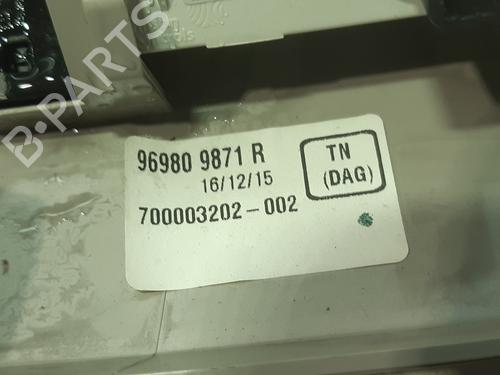 B-PARTS
96980 9871 R
16/12/15
700003202-002
TN
(DAG)